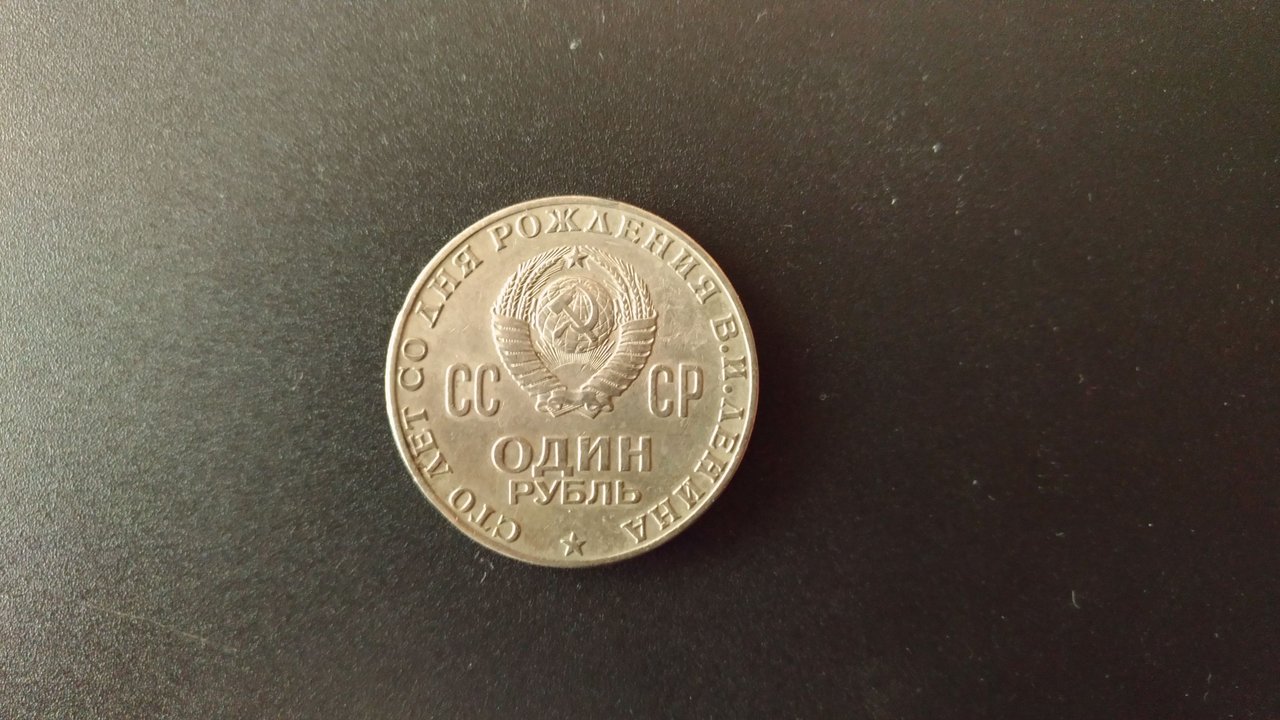 СТО ЛЕТ СО ДНЯ РОЖДЕНИЯ В.И.ЛЕНИНА
СС СР
ОДИН
РУБЛЬ